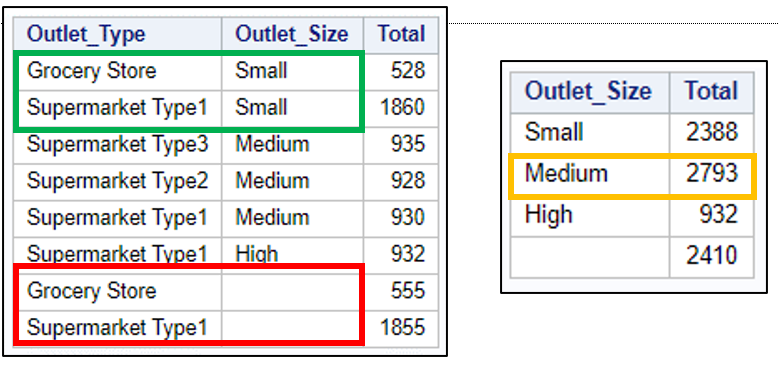 Outlet_Type Outlet_Size Total
Grocery Store Small 528
Supermarket Type1 Small 1860
Supermarket Type3 Medium 935
Supermarket Type2 Medium 928
Supermarket Type1 Medium 930
Supermarket Type1 High 932
Grocery Store 555
Supermarket Type1 1855
Outlet_Size Total
Small 2388
Medium 2793
High 932
2410